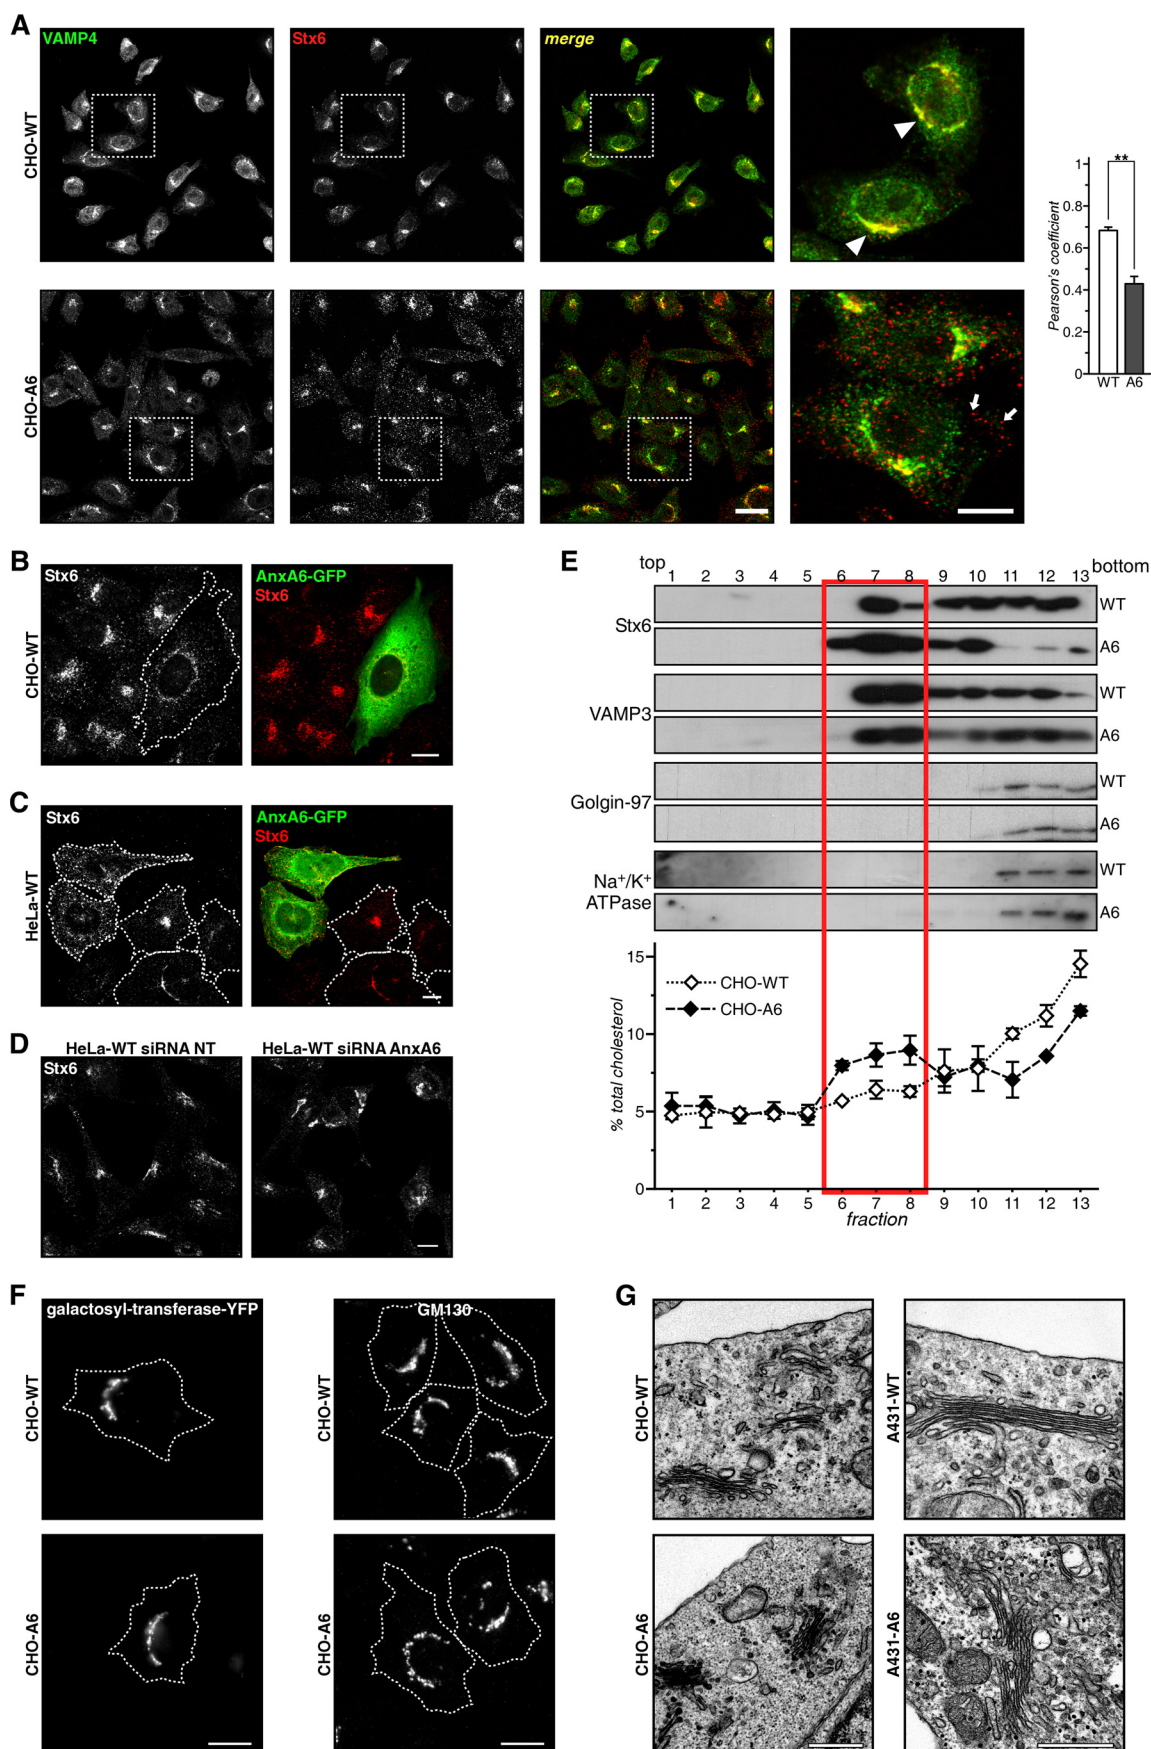 A
VAMP4
Stx6
merge
CHO-WT
CHO-A6
**
1
0.8
0.6
0.4
0.2
0
Pearson's coefficient
WT A6
B
Stx6
AnxA6-GFP
Stx6
CHO-WT
C
Stx6
AnxA6-GFP
Stx6
HeLa-WT
D
HeLa-WT siRNA NT
HeLa-WT siRNA AnxA6
Stx6
E
top
bottom
1 2 3 4 5 6 7 8 9 10 11 12 13
Stx6
WT
A6
VAMP3
WT
A6
Golgin-97
WT
A6
Na⁺/K⁺
ATPase
WT
A6
15
10
5
0
% total cholesterol
CHO-WT
CHO-A6
1 2 3 4 5 6 7 8 9 10 11 12 13
fraction
F
galactosyl-transferase-YFP
GM130
CHO-WT
CHO-WT
CHO-A6
CHO-A6
G
CHO-WT
A431-WT
CHO-A6
A431-A6